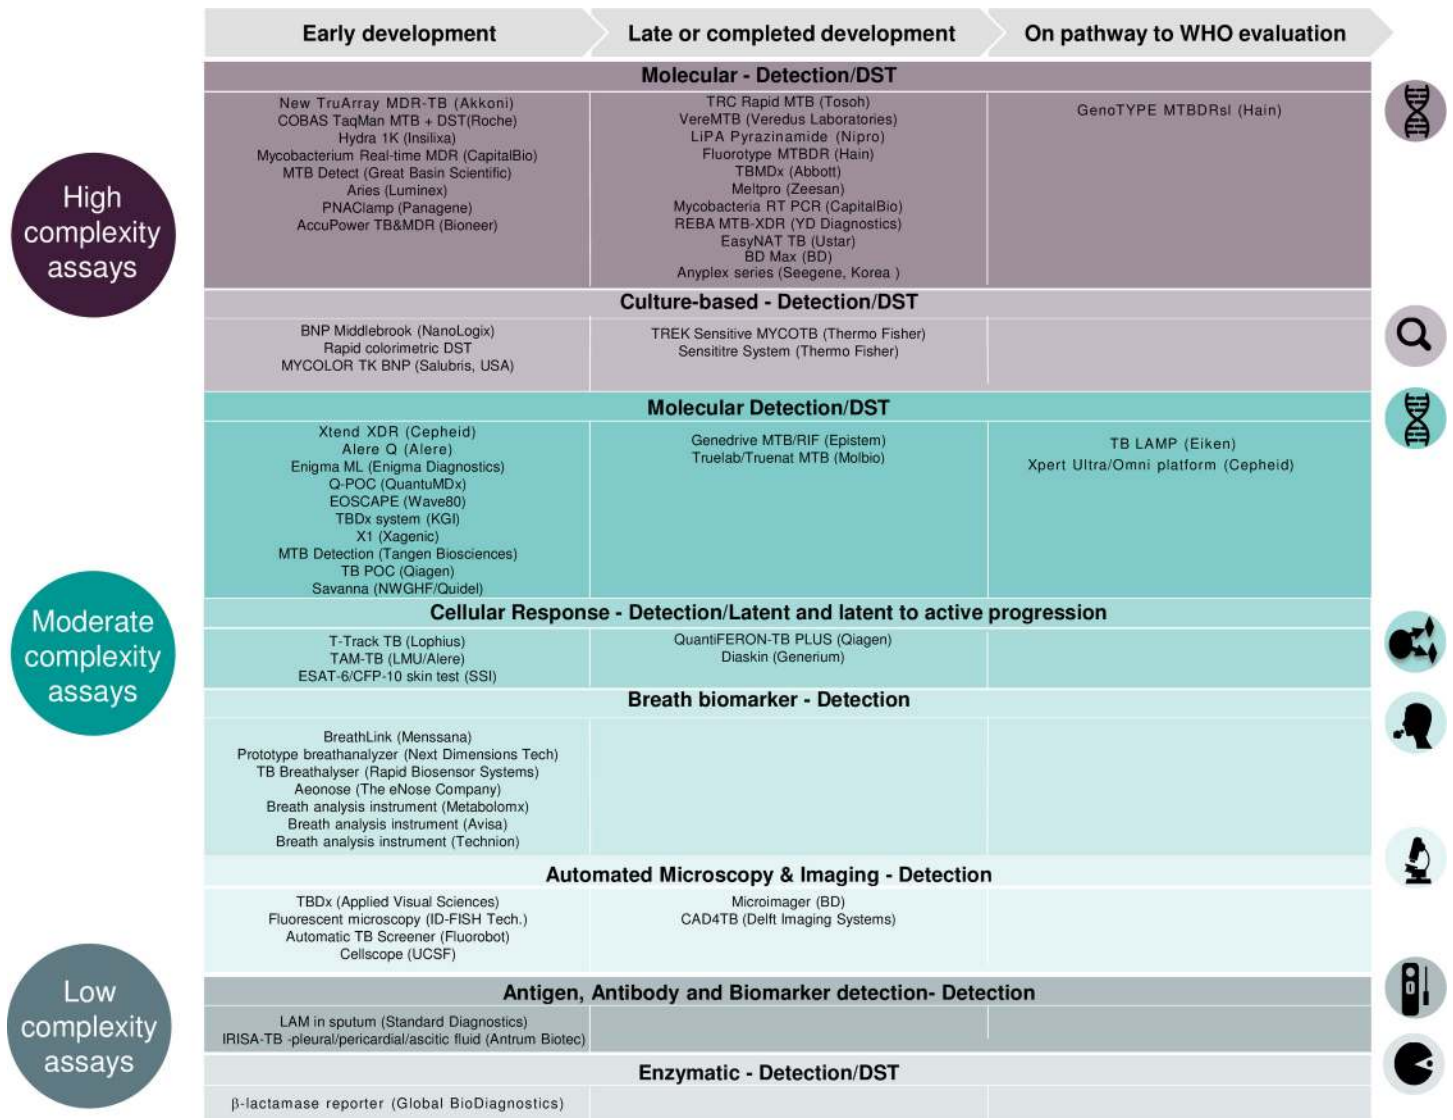 Early development
Late or completed development
On pathway to WHO evaluation
High
complexity
assays
Molecular - Detection/DST
New TruArray MDR-TB (Akkoni)
COBAS TaqMan MTB + DST(Roche)
Hydra 1K (Insilixa)
Mycobacterium Real-time MDR (CapitalBio)
MTB Detect (Great Basin Scientific)
Aries (Luminex)
PNAClamp (Panagene)
AccuPower TB&MDR (Bioneer)
TRC Rapid MTB (Tosoh)
VereMTB (Veredus Laboratories)
LiPA Pyrazinamide (Nipro)
Fluorotype MTBDR (Hain)
TBMDx (Abbott)
Meltpro (Zeesan)
Mycobacteria RT PCR (CapitalBio)
REBA MTB-XDR (YD Diagnostics)
EasyNAT TB (Ustar)
BD Max (BD)
Anyplex series (Seegene, Korea )
GenoTYPE MTBDRsl (Hain)
Culture-based - Detection/DST
BNP Middlebrook (NanoLogix)
Rapid colorimetric DST
MYCOLOR TK BNP (Salubris, USA)
TREK Sensitive MYCOTB (Thermo Fisher)
Sensititre System (Thermo Fisher)
Moderate
complexity
assays
Molecular Detection/DST
Xtend XDR (Cepheid)
Alere Q (Alere)
Enigma ML (Enigma Diagnostics)
Q-POC (QuantuMDx)
EOSCAPE (Wave80)
TBDx system (KGI)
X1 (Xagenic)
MTB Detection (Tangen Biosciences)
TB POC (Qiagen)
Savanna (NWGHF/Quidel)
Genedrive MTB/RIF (Epistem)
Truelab/Truenat MTB (Molbio)
TB LAMP (Eiken)
Xpert Ultra/Omni platform (Cepheid)
Cellular Response - Detection/Latent and latent to active progression
T-Track TB (Lophius)
TAM-TB (LMU/Alere)
ESAT-6/CFP-10 skin test (SSI)
QuantiFERON-TB PLUS (Qiagen)
Diaskin (Generium)
Breath biomarker - Detection
BreathLink (Menssana)
Prototype breathanalyzer (Next Dimensions Tech)
TB Breathalyser (Rapid Biosensor Systems)
Aeonose (The eNose Company)
Breath analysis instrument (Metabolomx)
Breath analysis instrument (Avisa)
Breath analysis instrument (Technion)
Automated Microscopy & Imaging - Detection
TBDx (Applied Visual Sciences)
Fluorescent microscopy (ID-FISH Tech.)
Automatic TB Screener (Fluorobot)
Cellscope (UCSF)
Microimager (BD)
CAD4TB (Delft Imaging Systems)
Low
complexity
assays
Antigen, Antibody and Biomarker detection- Detection
LAM in sputum (Standard Diagnostics)
IRISA-TB -pleural/pericardial/ascitic fluid (Antrum Biotec)
Enzymatic - Detection/DST
β-lactamase reporter (Global BioDiagnostics)